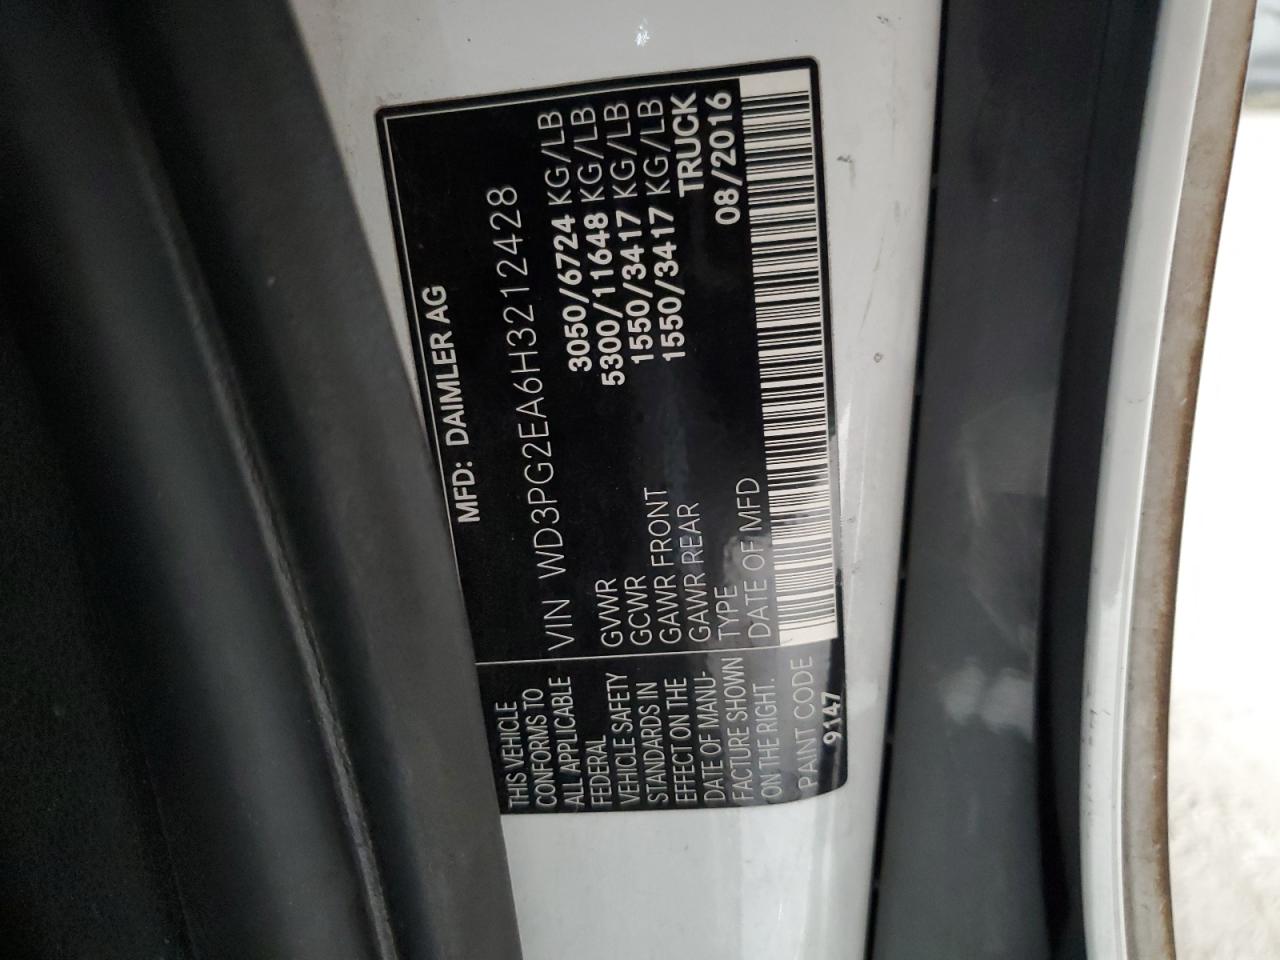 MFD: DAIMLER AG
VIN WD3PG2EA6H3212428
GVWR 3050/6724 KG/LB
GCWR 5300/11648 KG/LB
GAWR FRONT 1550/3417 KG/LB
GAWR REAR 1550/3417 KG/LB
TYPE TRUCK
DATE OF MFD 08/2016
THIS VEHICLE
CONFORMS TO
ALL APPLICABLE
FEDERAL
VEHICLE SAFETY
STANDARDS IN
EFFECT ON THE
DATE OF MANU-
FACTURE SHOWN
ON THE RIGHT.
PAINT CODE
9147